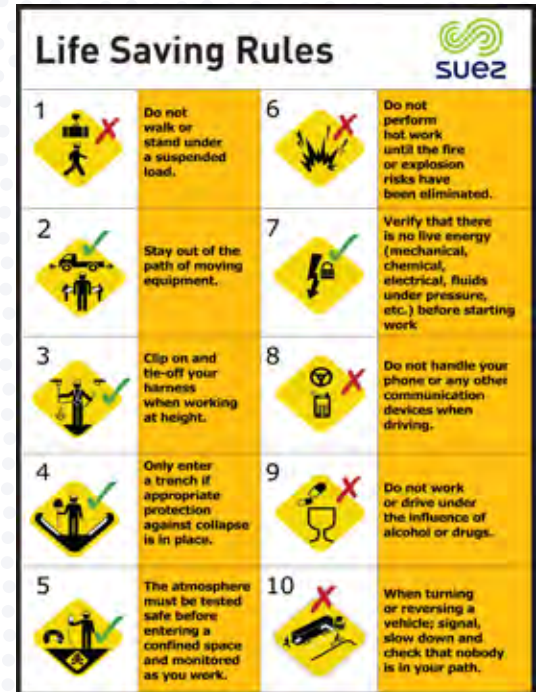 Life Saving Rules
suez
1
Do not
walk or
stand under
a suspended
load.
2
Stay out of the
path of moving
equipment.
3
Clip on and
tie-off your
harness
when working
at height.
4
Only enter
a trench if
appropriate
protection
against collapse
is in place.
5
The atmosphere
must be tested
safe before
entering a
confined space
and monitored
as you work.
6
Do not
perform
hot work
until the fire
or explosion
risks have
been eliminated.
7
Verify that there
is no live energy
(mechanical,
chemical,
electrical, fluids
under pressure,
etc.) before starting
work
8
Do not handle your
phone or any other
communication
devices when
driving.
9
Do not work
or drive under
the influence of
alcohol or drugs.
10
When turning
or reversing a
vehicle; signal,
slow down and
check that nobody
is in your path.